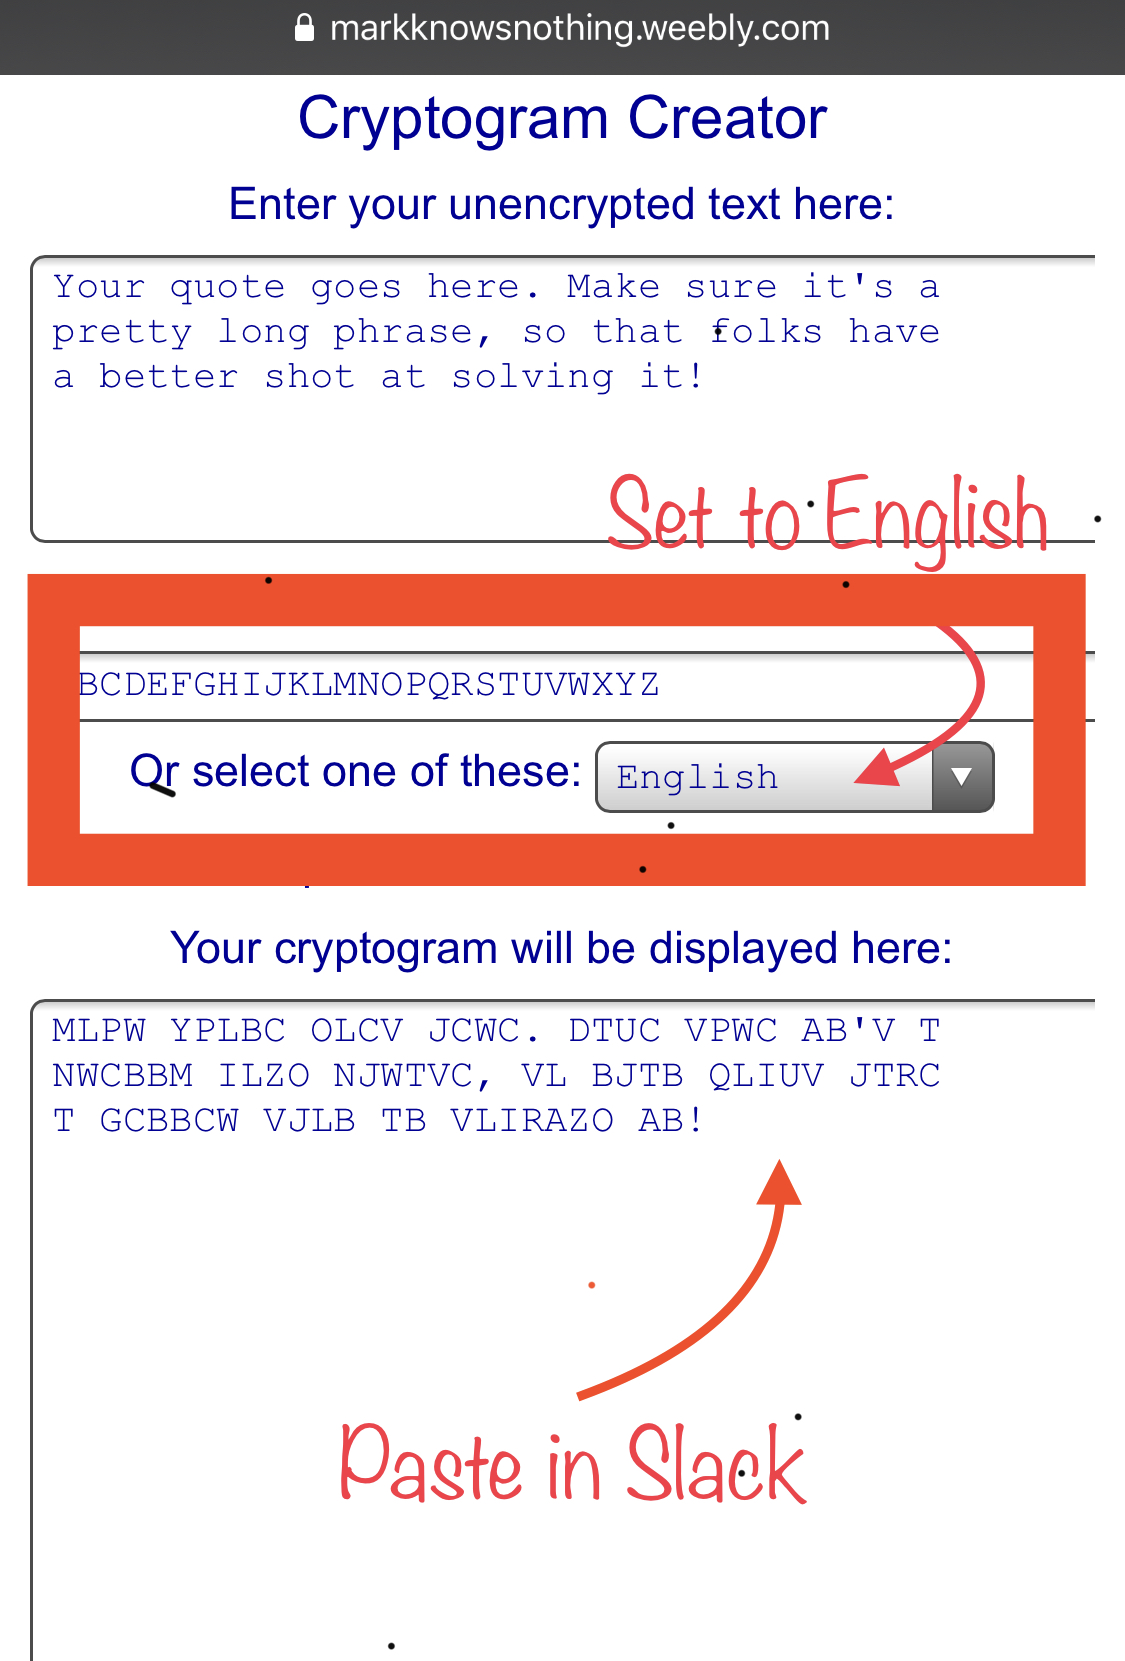 markknowsnothing.weebly.com
Cryptogram Creator
Enter your unencrypted text here:
Your quote goes here. Make sure it's a
pretty long phrase, so that folks have
a better shot at solving it!
Set to English
BCDEFGHIJKLMNOPQRSTUVWXYZ
Or select one of these: English
Your cryptogram will be displayed here:
MLPW YPLBC OLCV JCWC. DTUC VPWC AB'V T
NWCBBM ILZO NJWTVC, VL BJTB QLIUV JTRC
T GCBBCW VJLB TB VLIRAZO AB!
Paste in Slack